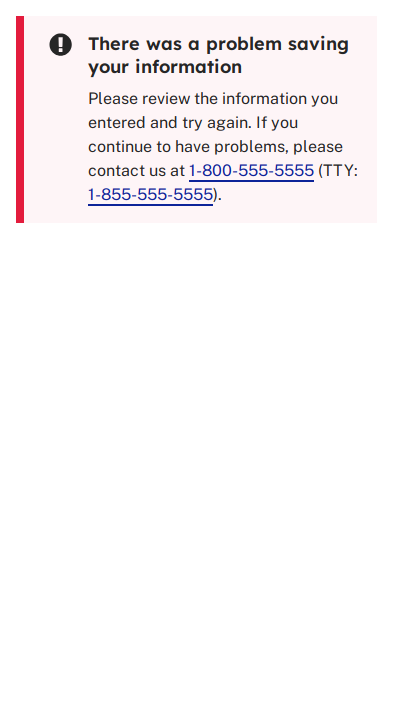 There was a problem saving
your information
Please review the information you
entered and try again. If you
continue to have problems, please
contact us at 1-800-555-5555 (TTY:
1-855-555-5555).